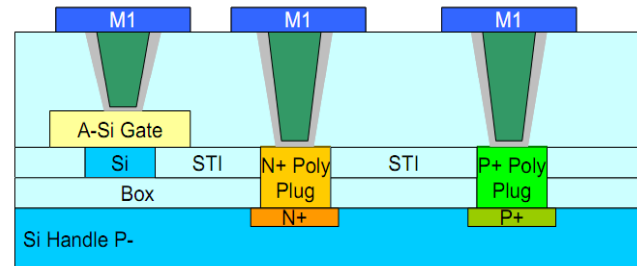 M1 M1 M1
A-Si Gate
Si STI N+ Poly Plug STI P+ Poly Plug
Box
N+ P+
Si Handle P-